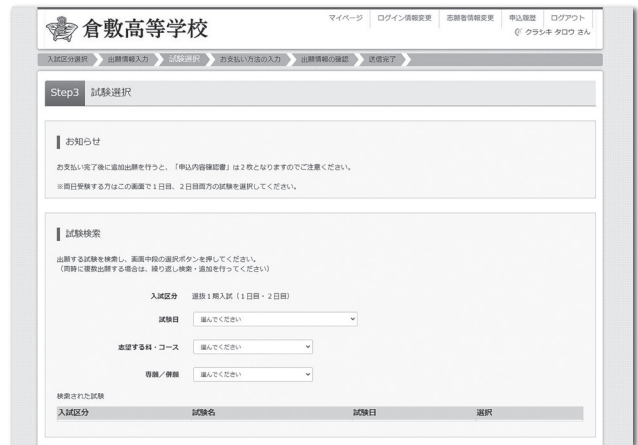 倉敷高等学校
マイページ ログイン情報変更 志願者情報変更 申込履歴 ログアウト
クラシキ タロウ さん
入試区分選択 出願情報入力 試験選択 お支払い方法の入力 出願情報の確認 送信完了
Step3 試験選択
お知らせ
お支払い完了後に追加出願を行うと、「申込内容確認書」は2枚となりますのでご注意ください。
※両日受験する方はこの画面で1日目、2日目両方の試験を選択してください。
試験検索
出願する試験を検索し、画面中段の選択ボタンを押してください。
(同時に複数出願する場合は、繰り返し検索・追加を行ってください)
入試区分 選抜1期入試(1日目・2日目)
試験日 選んでください
志望する科・コース 選んでください
専願/併願 選んでください
検索された試験
入試区分 試験名 試験日 選択